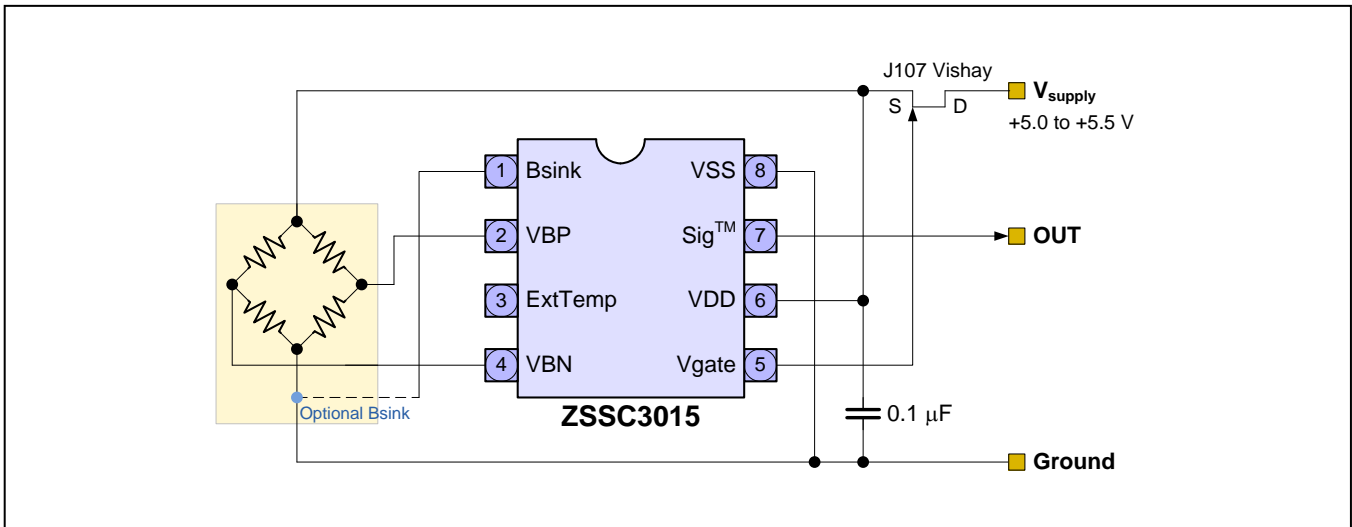 J107 Vishay
S
D
Vsupply
+5.0 to +5.5 V
1
Bsink
VSS
8
2
VBP
Sig™
7
OUT
3
ExtTemp
VDD
6
4
VBN
Vgate
5
Optional Bsink
ZSSC3015
0.1 μF
Ground